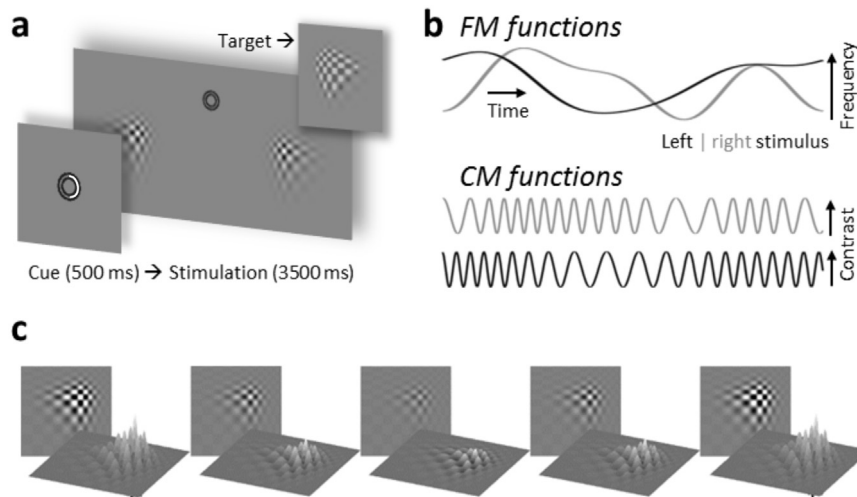 a
Target →
Cue (500 ms) → Stimulation (3500 ms)
b
FM functions
Time
Frequency
Left | right stimulus
CM functions
Contrast
c